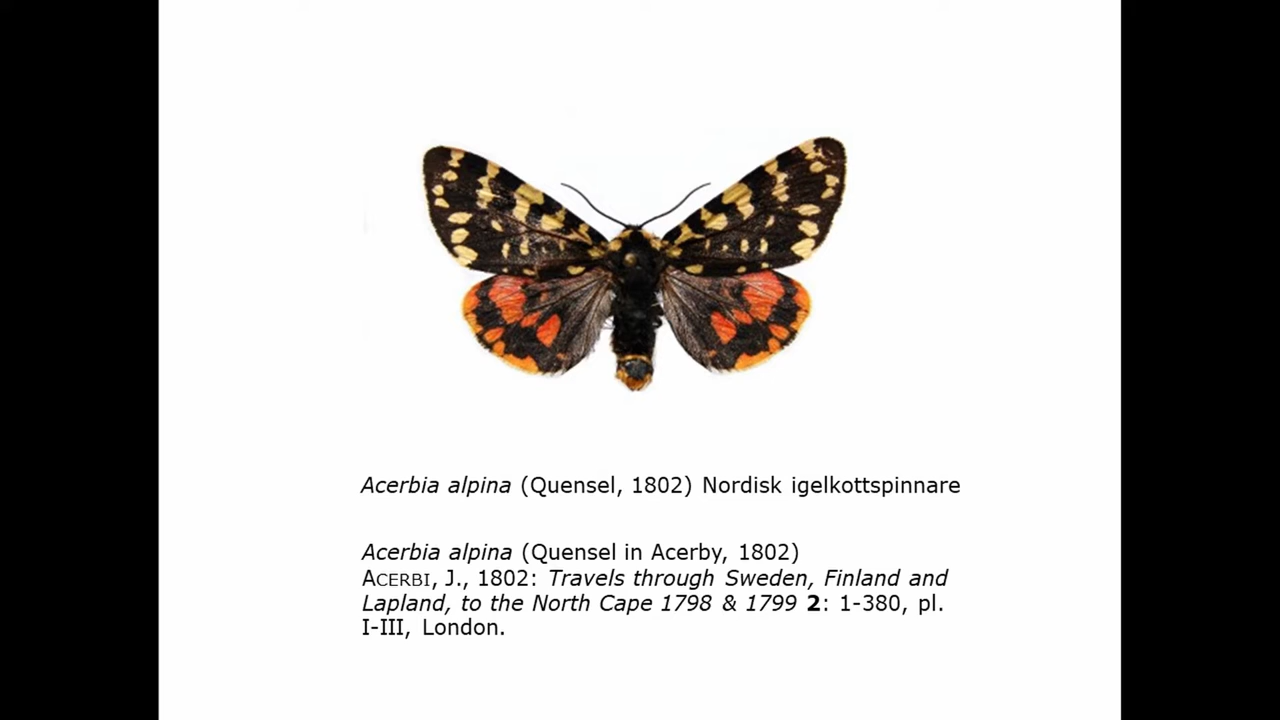 Acerbia alpina (Quensel, 1802) Nordisk igelkottspinnare
Acerbia alpina (Quensel in Acerby, 1802)
ACERBI, J., 1802: Travels through Sweden, Finland and
Lapland, to the North Cape 1798 & 1799 2: 1-380, pl.
I-III, London.